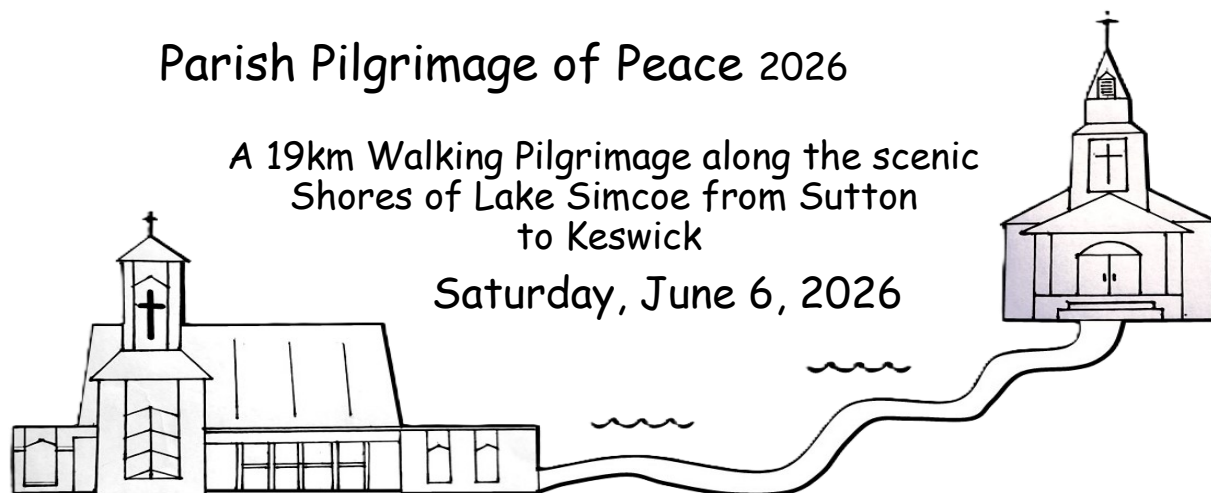 Parish Pilgrimage of Peace 2026
A 19km Walking Pilgrimage along the scenic
Shores of Lake Simcoe from Sutton
to Keswick
Saturday, June 6, 2026